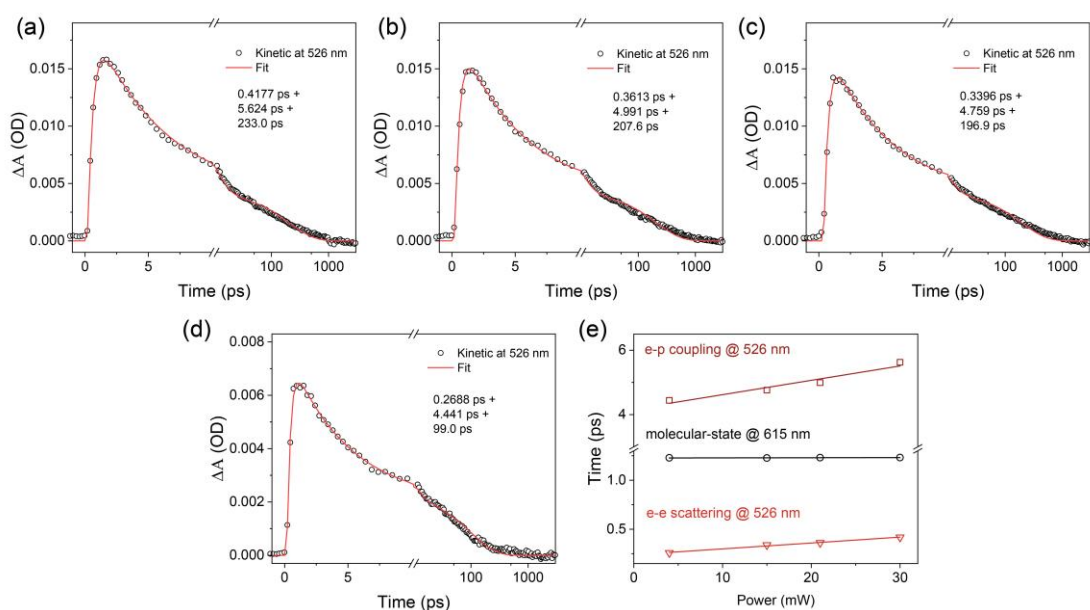 (a)
Kinetic at 526 nm
Fit
0.4177 ps +
5.624 ps +
233.0 ps
0.015
0.010
0.005
0.000
ΔA (OD)
0 5 100 1000
Time (ps)
(b)
Kinetic at 526 nm
Fit
0.3613 ps +
4.991 ps +
207.6 ps
0.015
0.010
0.005
0.000
ΔA (OD)
0 5 100 1000
Time (ps)
(c)
Kinetic at 526 nm
Fit
0.3396 ps +
4.759 ps +
196.9 ps
0.015
0.010
0.005
0.000
ΔA (OD)
0 5 100 1000
Time (ps)
(d)
Kinetic at 526 nm
Fit
0.2688 ps +
4.441 ps +
99.0 ps
0.008
0.006
0.004
0.002
0.000
ΔA (OD)
0 5 100 1000
Time (ps)
(e)
e-p coupling @ 526 nm
molecular-state @ 615 nm
e-e scattering @ 526 nm
6
4
1.0
0.5
Time (ps)
0 10 20 30
Power (mW)